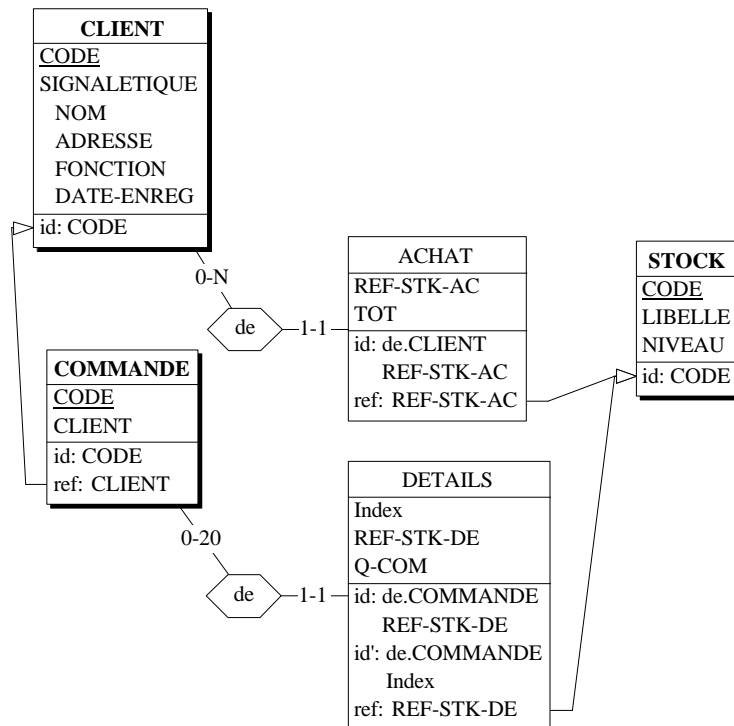 CLIENT
CODE
SIGNALETIQUE
NOM
ADRESSE
FONCTION
DATE-ENREG
id: CODE
0-N
de
1-1
ACHAT
REF-STK-AC
TOT
id: de.CLIENT
REF-STK-AC
ref: REF-STK-AC
STOCK
CODE
LIBELLE
NIVEAU
id: CODE
COMMANDE
CODE
CLIENT
id: CODE
ref: CLIENT
0-20
de
1-1
DETAILS
Index
REF-STK-DE
Q-COM
id: de.COMMANDE
REF-STK-DE
id': de.COMMANDE
Index
ref: REF-STK-DE